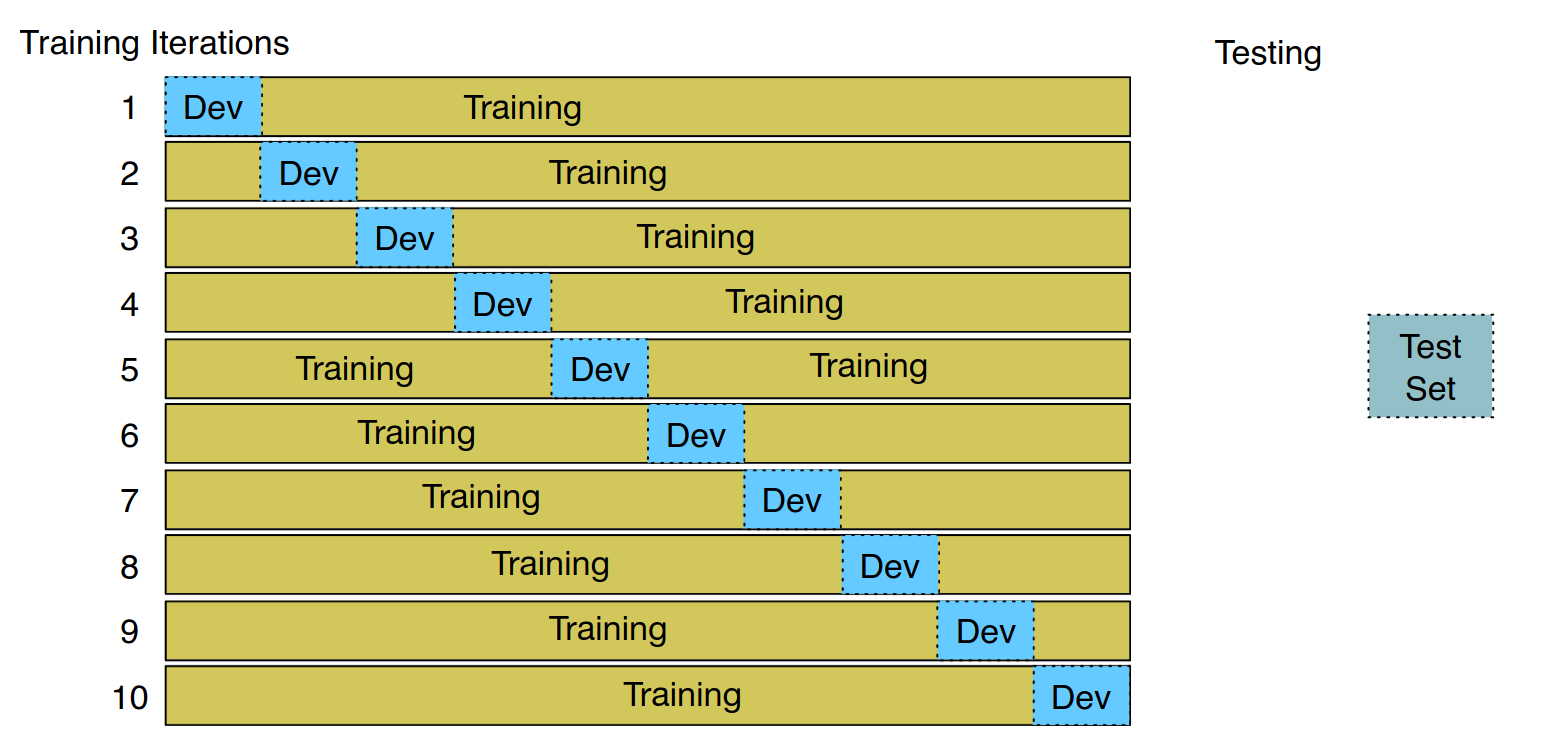 Training Iterations
Testing
1 Dev Training
2 Dev Training
3 Dev Training
4 Dev Training
5 Training Dev Training
6 Training Dev
7 Training Dev
8 Training Dev
9 Training Dev
10 Training Dev
Test
Set